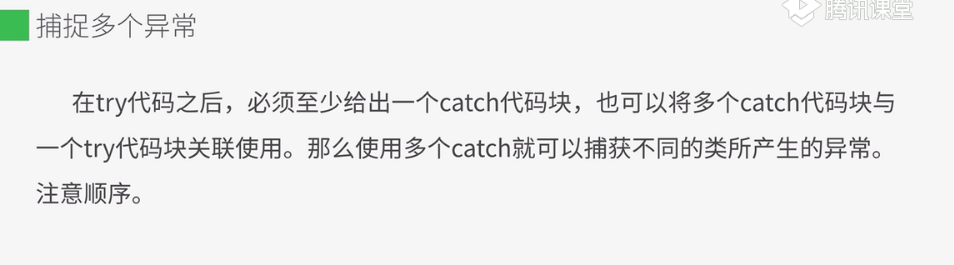 腾讯课堂
捕捉多个异常
在try代码之后，必须至少给出一个catch代码块，也可以将多个catch代码块与
一个try代码块关联使用。那么使用多个catch就可以捕获不同的类所产生的异常。
注意顺序。